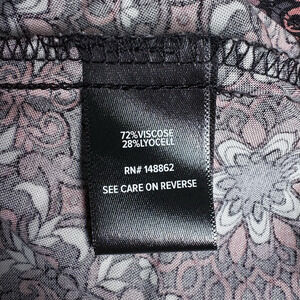 72%VISCOSE
28%LYOCELL
RN# 148862
SEE CARE ON REVERSE